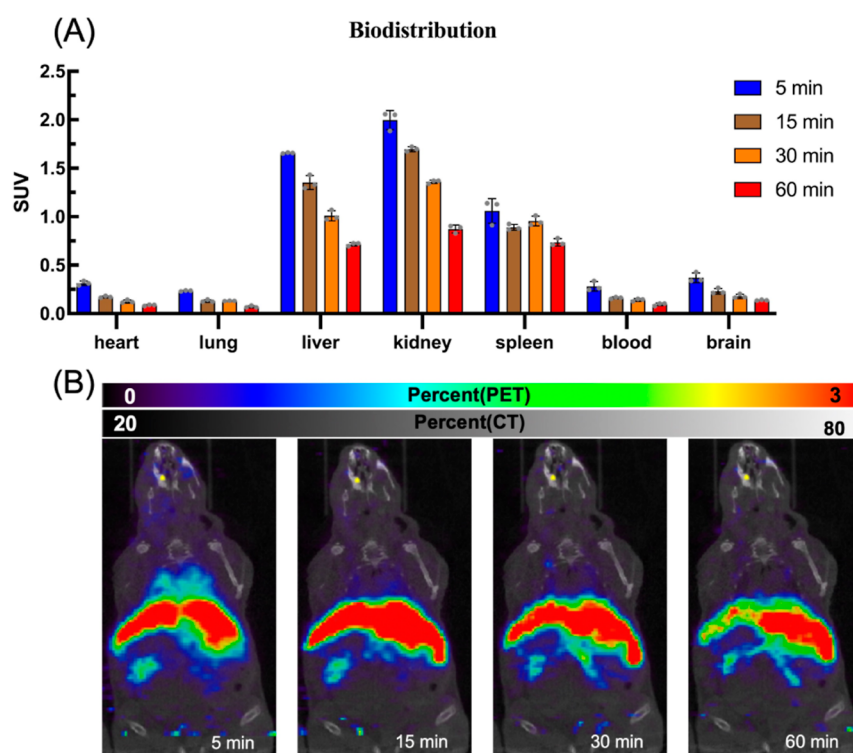 (A)
Biodistribution
SUV
2.5
2.0
1.5
1.0
0.5
0.0
5 min
15 min
30 min
60 min
heart lung liver kidney spleen blood brain
(B)
0 Percent(PET) 3
20 Percent(CT) 80
5 min 15 min 30 min 60 min